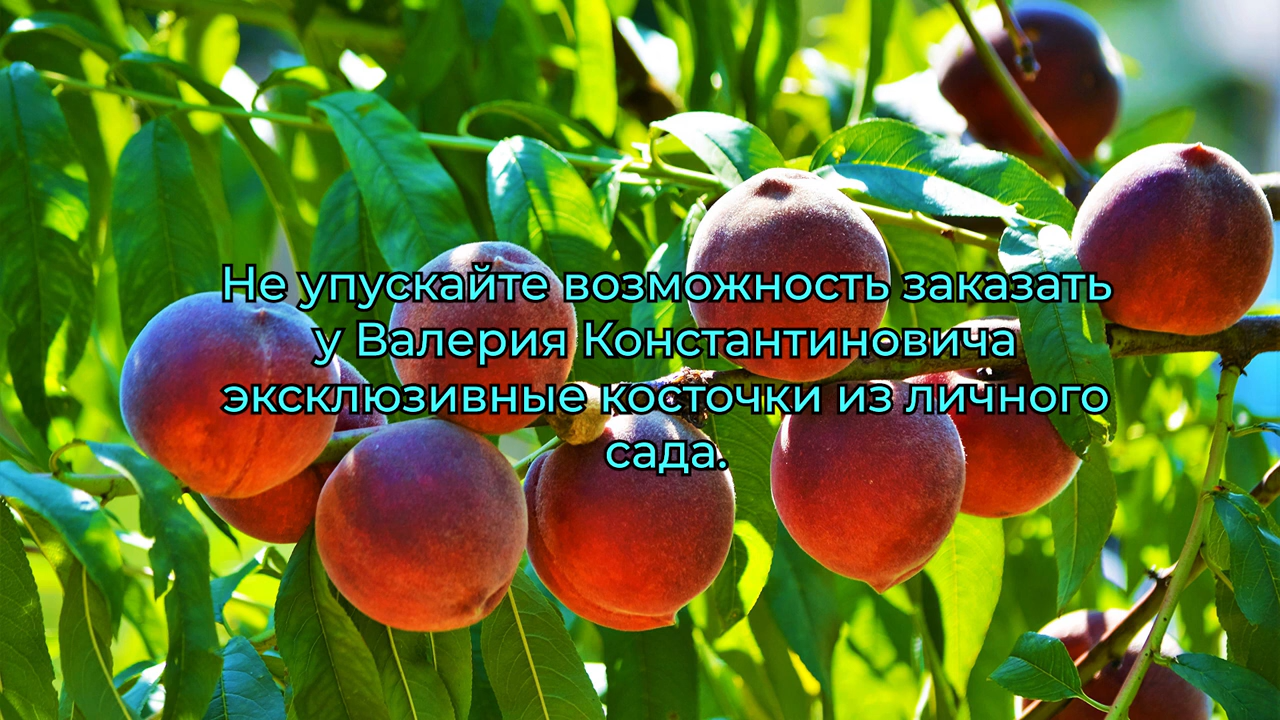 Не упускайте возможность заказать
у Валерия Константиновича
эксклюзивные косточки из личного
сада.